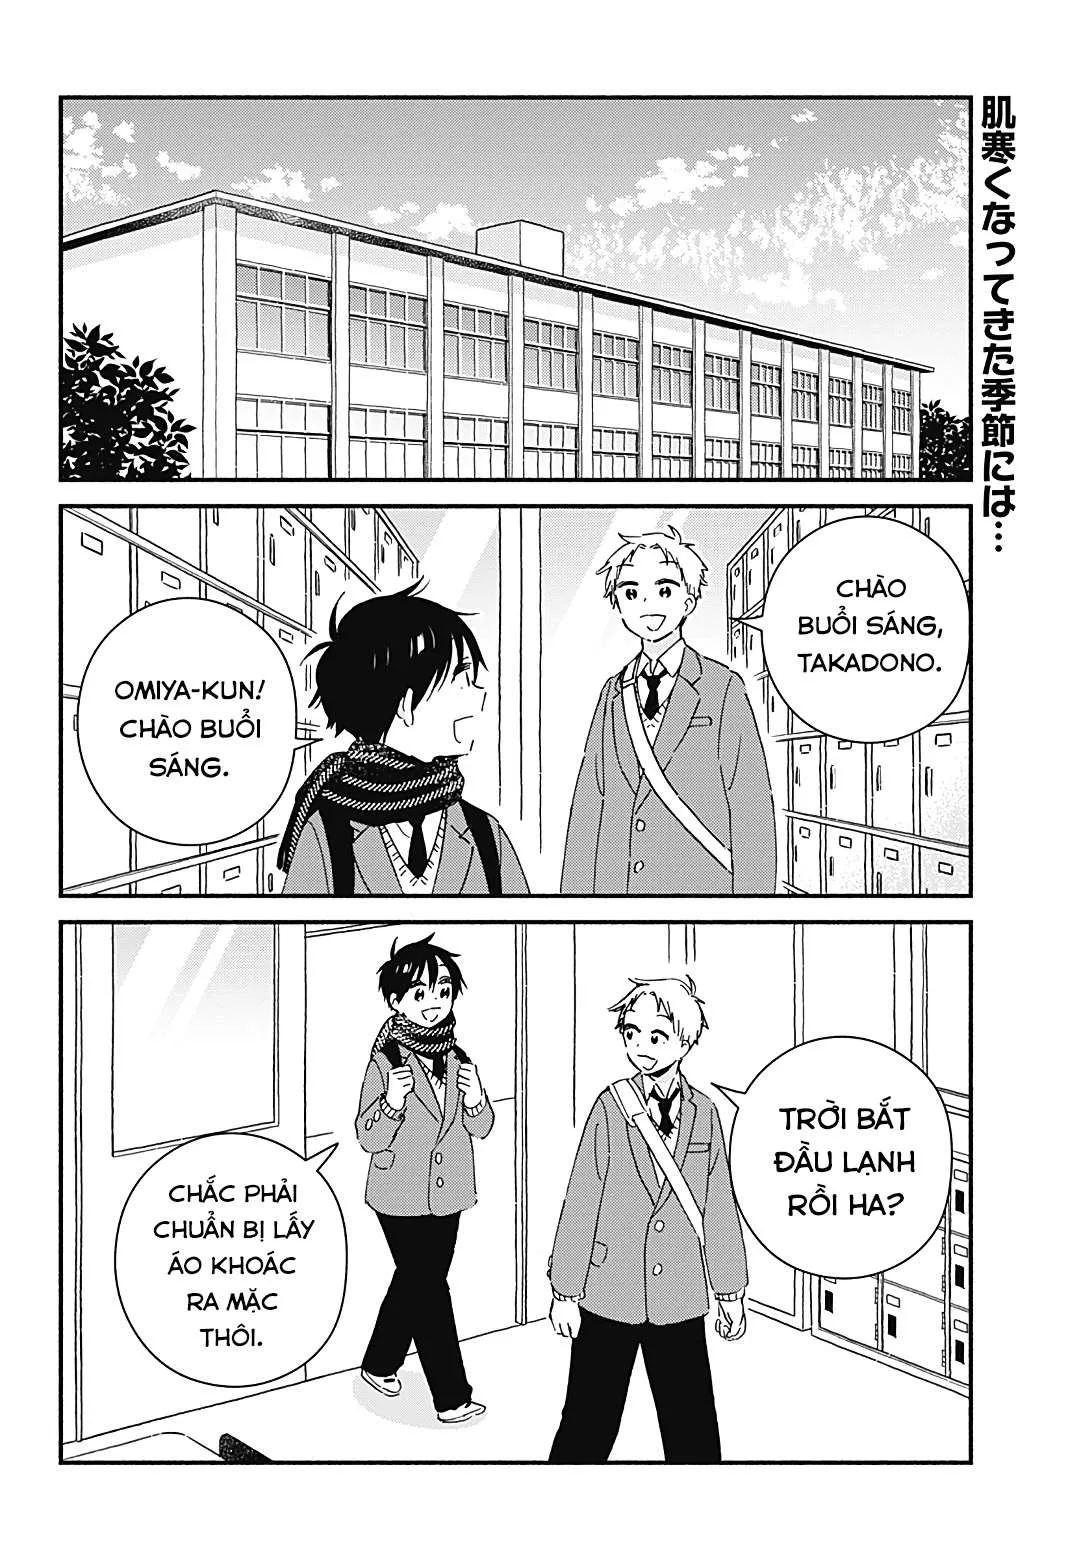 肌寒くなってきた季節には…
CHÀO
BUỔI SÁNG,
TAKADONO.
OMIYA-KUN!
CHÀO BUỔI
SÁNG.
TRỜI BẮT
ĐẦU LẠNH
RỒI HA?
CHẮC PHẢI
CHUẨN BỊ LẤY
ÁO KHOÁC
RA MẶC
THÔI.